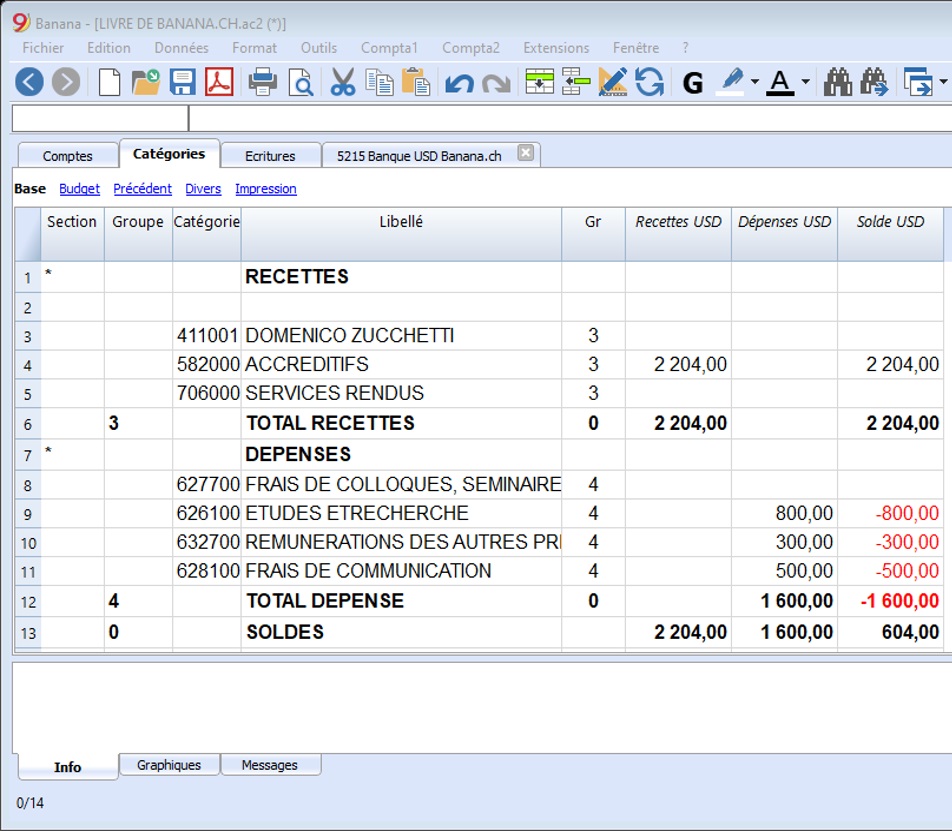 9 Banana - [LIVRE DE BANANA.CH.ac2 (*)]
Fichier Edition Données Format Outils Compta1 Compta2 Extensions Fenêtre ?
G A
Comptes Catégories Ecritures 5215 Banque USD Banana.ch
Base Budget Précédent Divers Impression
Section Groupe Catégorie Libellé Gr Recettes USD Dépenses USD Solde USD
1 * RECETTES
2
3 411001 DOMENICO ZUCCHETTI 3
4 582000 ACCREDITIFS 3 2 204,00 2 204,00
5 706000 SERVICES RENDUS 3
6 3 TOTAL RECETTES 0 2 204,00 2 204,00
7 * DEPENSES
8 627700 FRAIS DE COLLOQUES, SEMINAIRE 4
9 626100 ETUDES ETRECHERCHE 4 800,00 -800,00
10 632700 REMUNERATIONS DES AUTRES PRI 4 300,00 -300,00
11 628100 FRAIS DE COMMUNICATION 4 500,00 -500,00
12 4 TOTAL DEPENSE 0 1 600,00 -1 600,00
13 0 SOLDES 2 204,00 1 600,00 604,00
Info Graphiques Messages
0/14